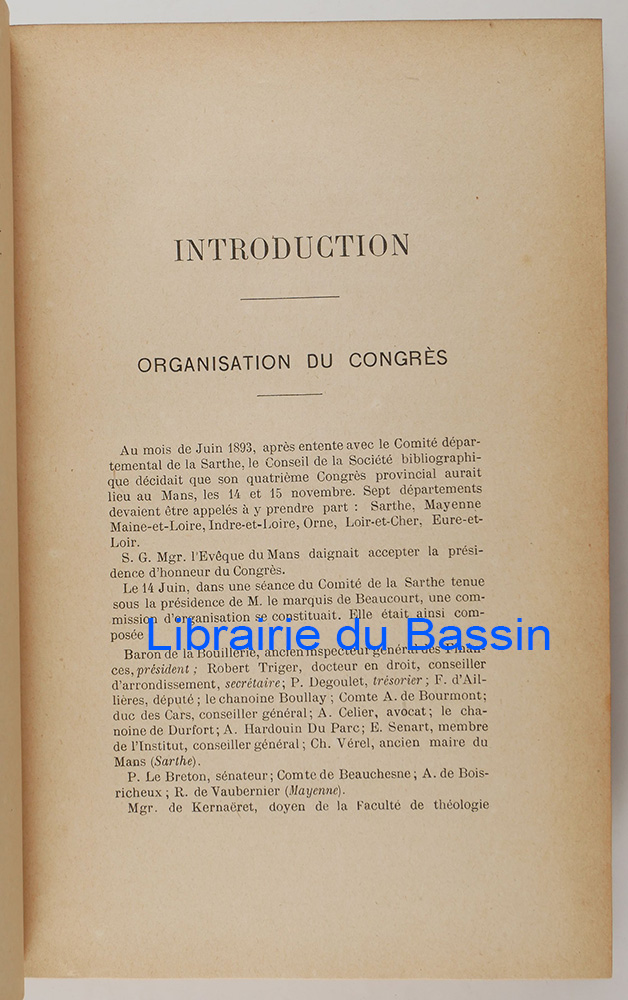 INTRODUCTION
ORGANISATION DU CONGRÈS
Au mois de Juin 1893, après entente avec le Comité dépar-
temental de la Sarthe, le Conseil de la Société bibliographi-
que décidait que son quatrième Congrès provincial aurait
lieu au Mans, les 14 et 15 novembre. Sept départements
devaient être appelés à y prendre part : Sarthe, Mayenne
Maine-et-Loire, Indre-et-Loire, Orne, Loir-et-Cher, Eure-et-
Loir.
S. G. Mgr. l'Evêque du Mans daignait accepter la prési-
dence d'honneur du Congrès.
Le 14 Juin, dans une séance du Comité de la Sarthe tenue
sous la présidence de M. le marquis de Beaucourt, une com-
mission d'organisation se constituait. Elle était ainsi com-
posée
Librairie du Bassin
Baron de la Bouillerie, ancien inspecteur général des Finan-
ces, président ; Robert Triger, docteur en droit, conseiller
d'arrondissement, secrétaire ; P. Degoulet, trésorier ; F. d'Ail-
lières, député ; le chanoine Boullay ; Comte A. de Bourmont;
duc des Cars, conseiller général ; A. Celier, avocat ; le cha-
noine de Durfort ; A. Hardouin Du Parc ; E. Senart, membre
de l'Institut, conseiller général ; Ch. Vérel, ancien maire du
Mans (Sarthe).
P. Le Breton, sénateur ; Comte de Beauchesne ; A. de Bois-
richeux ; R. de Vaubernier (Mayenne).
Mgr. de Kernaëret, doyen de la Faculté de théologie